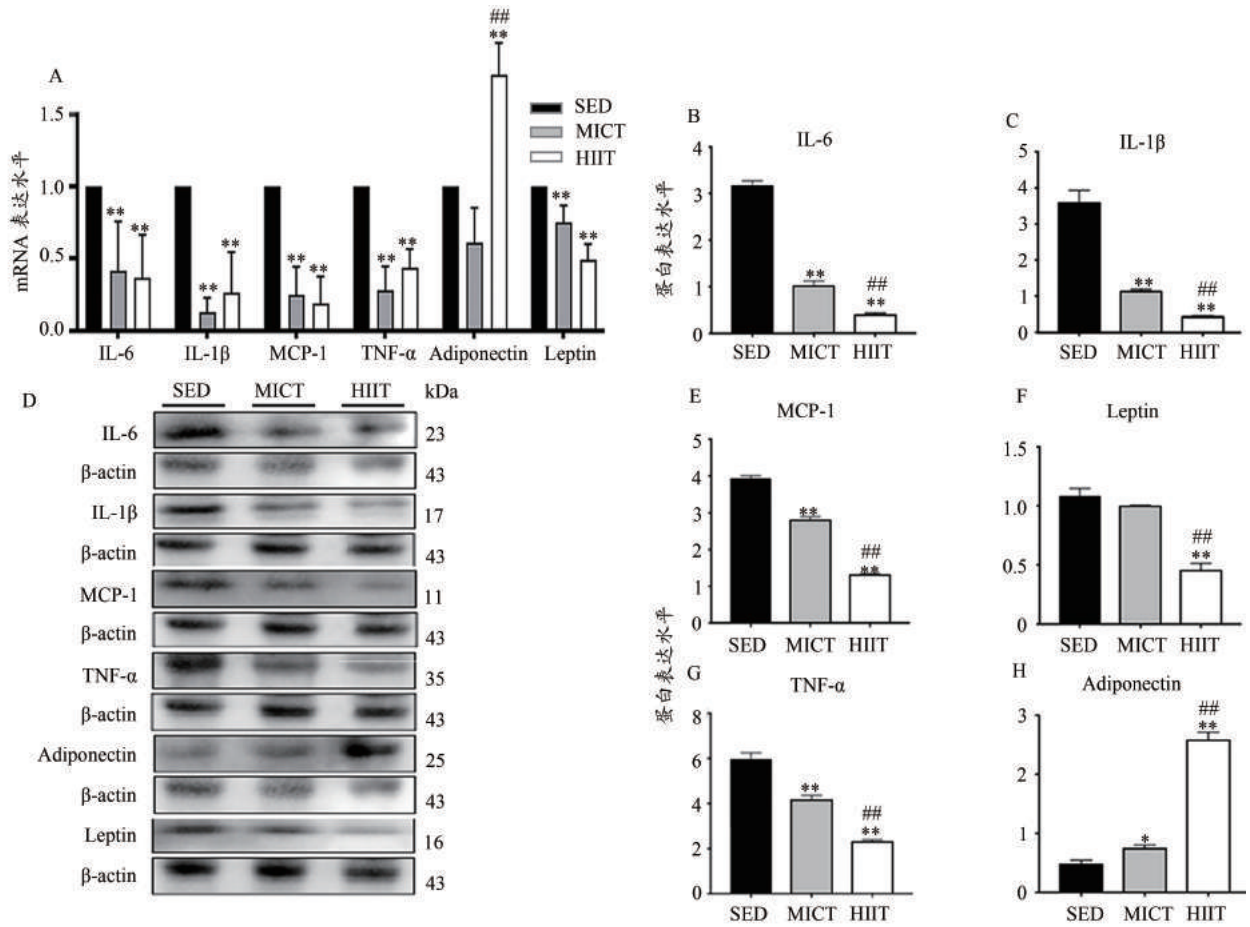 A
mRNA 表达水平
1.5
1.0
0.5
0.0
** ** ** ** ** ** ** ** ## ** ** **
SED
MICT
HIIT
IL-6 IL-1β MCP-1 TNF-α Adiponectin Leptin
B
IL-6
蛋白表达水平
4
3
2
1
0
**
##
**
SED MICT HIIT
C
IL-1β
5
4
3
2
1
0
**
##
**
SED MICT HIIT
D
SED MICT HIIT kDa
IL-6 23
β-actin 43
IL-1β 17
β-actin 43
MCP-1 11
β-actin 43
TNF-α 35
β-actin 43
Adiponectin 25
β-actin 43
Leptin 16
β-actin 43
E
MCP-1
蛋白表达水平
5
4
3
2
1
0
**
##
**
SED MICT HIIT
F
Leptin
1.5
1.0
0.5
0
##
**
SED MICT HIIT
G
TNF-α
8
6
4
2
0
**
##
**
SED MICT HIIT
H
Adiponectin
3
2
1
0
*
##
**
SED MICT HIIT